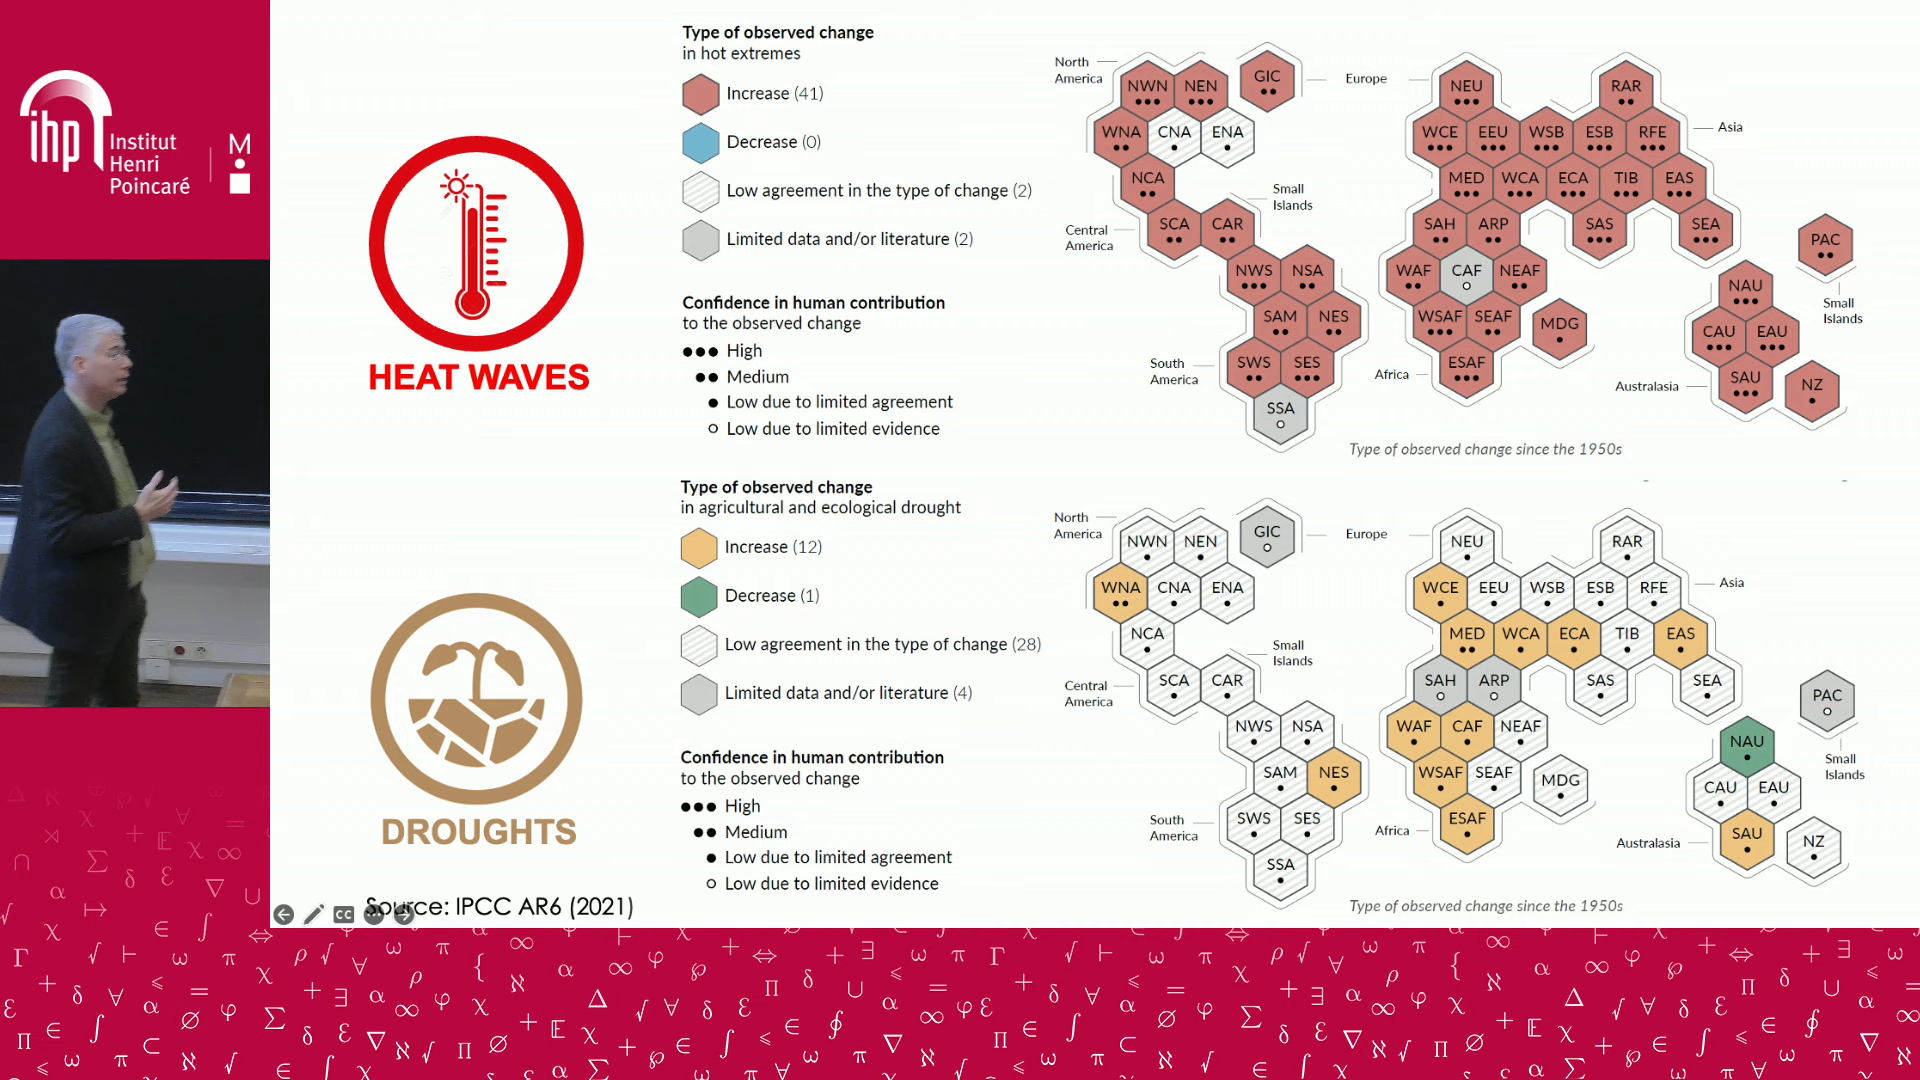 ihp
Institut
Henri
Poincaré
M
HEAT WAVES
Type of observed change
in hot extremes
Increase (41)
Decrease (0)
Low agreement in the type of change (2)
Limited data and/or literature (2)
Confidence in human contribution
to the observed change
High
Medium
Low due to limited agreement
Low due to limited evidence
North
America
Europe
Asia
Small
Islands
Central
America
South
America
Africa
Australasia
Small
Islands
NWN NEN GIC NEU RAR
WNA CNA ENA WCE EEU WSB ESB RFE
NCA MED WCA ECA TIB EAS
SCA CAR SAH ARP SAS SEA PAC
NWS NSA WAF CAF NEAF NAU
SAM NES WSAF SEAF MDG CAU EAU
SWS SES ESAF SAU NZ
SSA
Type of observed change since the 1950s
DROUGHTS
Type of observed change
in agricultural and ecological drought
Increase (12)
Decrease (1)
Low agreement in the type of change (28)
Limited data and/or literature (4)
Confidence in human contribution
to the observed change
High
Medium
Low due to limited agreement
Low due to limited evidence
North
America
Europe
Asia
Small
Islands
Central
America
South
America
Africa
Australasia
Small
Islands
NWN NEN GIC NEU RAR
WNA CNA ENA WCE EEU WSB ESB RFE
NCA MED WCA ECA TIB EAS
SCA CAR SAH ARP SAS SEA PAC
NWS NSA WAF CAF NEAF NAU
SAM NES WSAF SEAF MDG CAU EAU
SWS SES ESAF SAU NZ
SSA
Type of observed change since the 1950s
Source: IPCC AR6 (2021)
CC